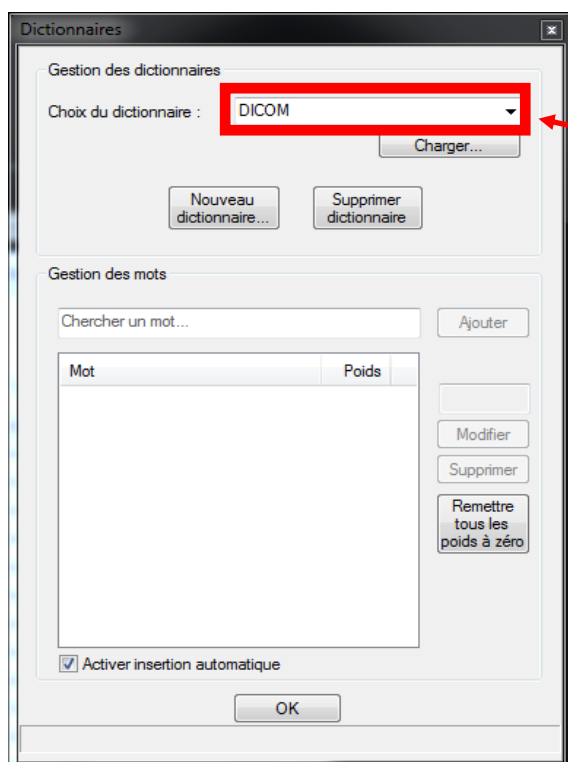 Dictionnaires
Gestion des dictionnaires
Choix du dictionnaire :
DICOM
Charger...
Nouveau
dictionnaire...
Supprimer
dictionnaire
Gestion des mots
Chercher un mot...
Ajouter
Mot
Poids
Modifier
Supprimer
Remettre
tous les
poids à zéro
Activer insertion automatique
OK